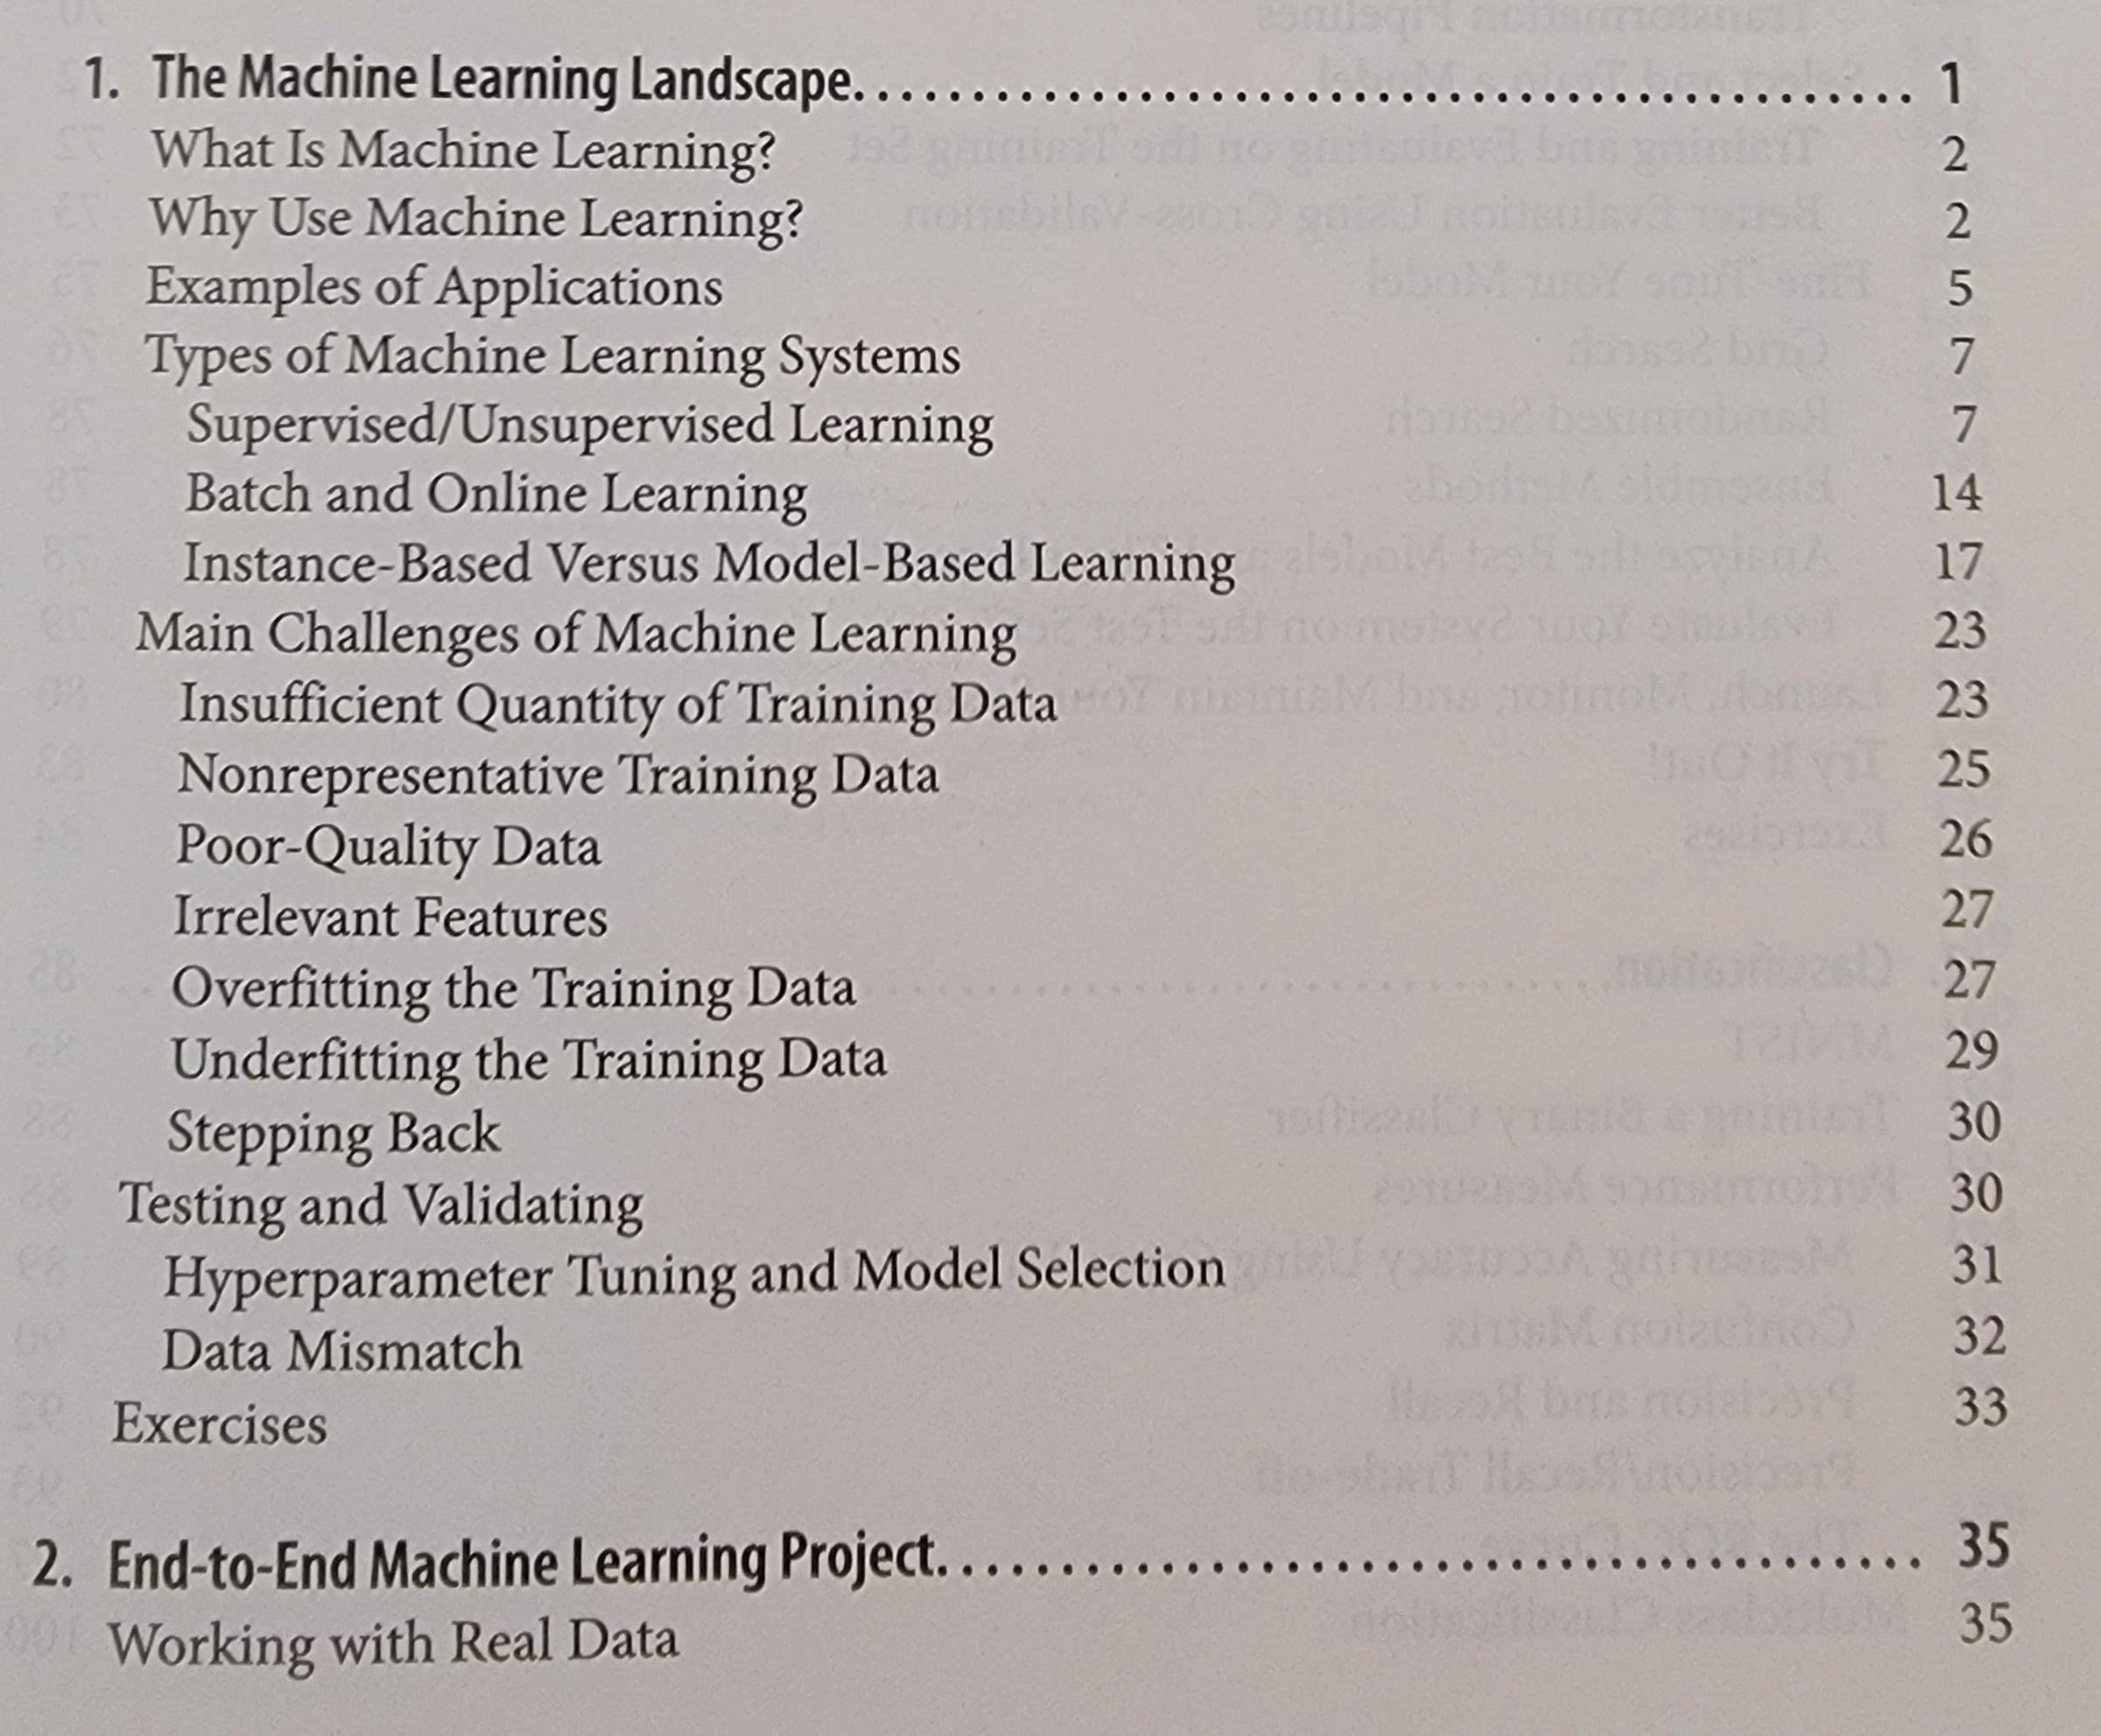 1. The Machine Learning Landscape. . . . . . . . . . . . . . . . . . . . . . . . . . . . . . . . . . . . . . . . . . . . 1
What Is Machine Learning? 2
Why Use Machine Learning? 2
Examples of Applications 5
Types of Machine Learning Systems 7
Supervised/Unsupervised Learning 7
Batch and Online Learning 14
Instance-Based Versus Model-Based Learning 17
Main Challenges of Machine Learning 23
Insufficient Quantity of Training Data 23
Nonrepresentative Training Data 25
Poor-Quality Data 26
Irrelevant Features 27
Overfitting the Training Data 27
Underfitting the Training Data 29
Stepping Back 30
Testing and Validating 30
Hyperparameter Tuning and Model Selection 31
Data Mismatch 32
Exercises 33
2. End-to-End Machine Learning Project. . . . . . . . . . . . . . . . . . . . . . . . . . . . . . . . . . . . . . . . 35
Working with Real Data 35